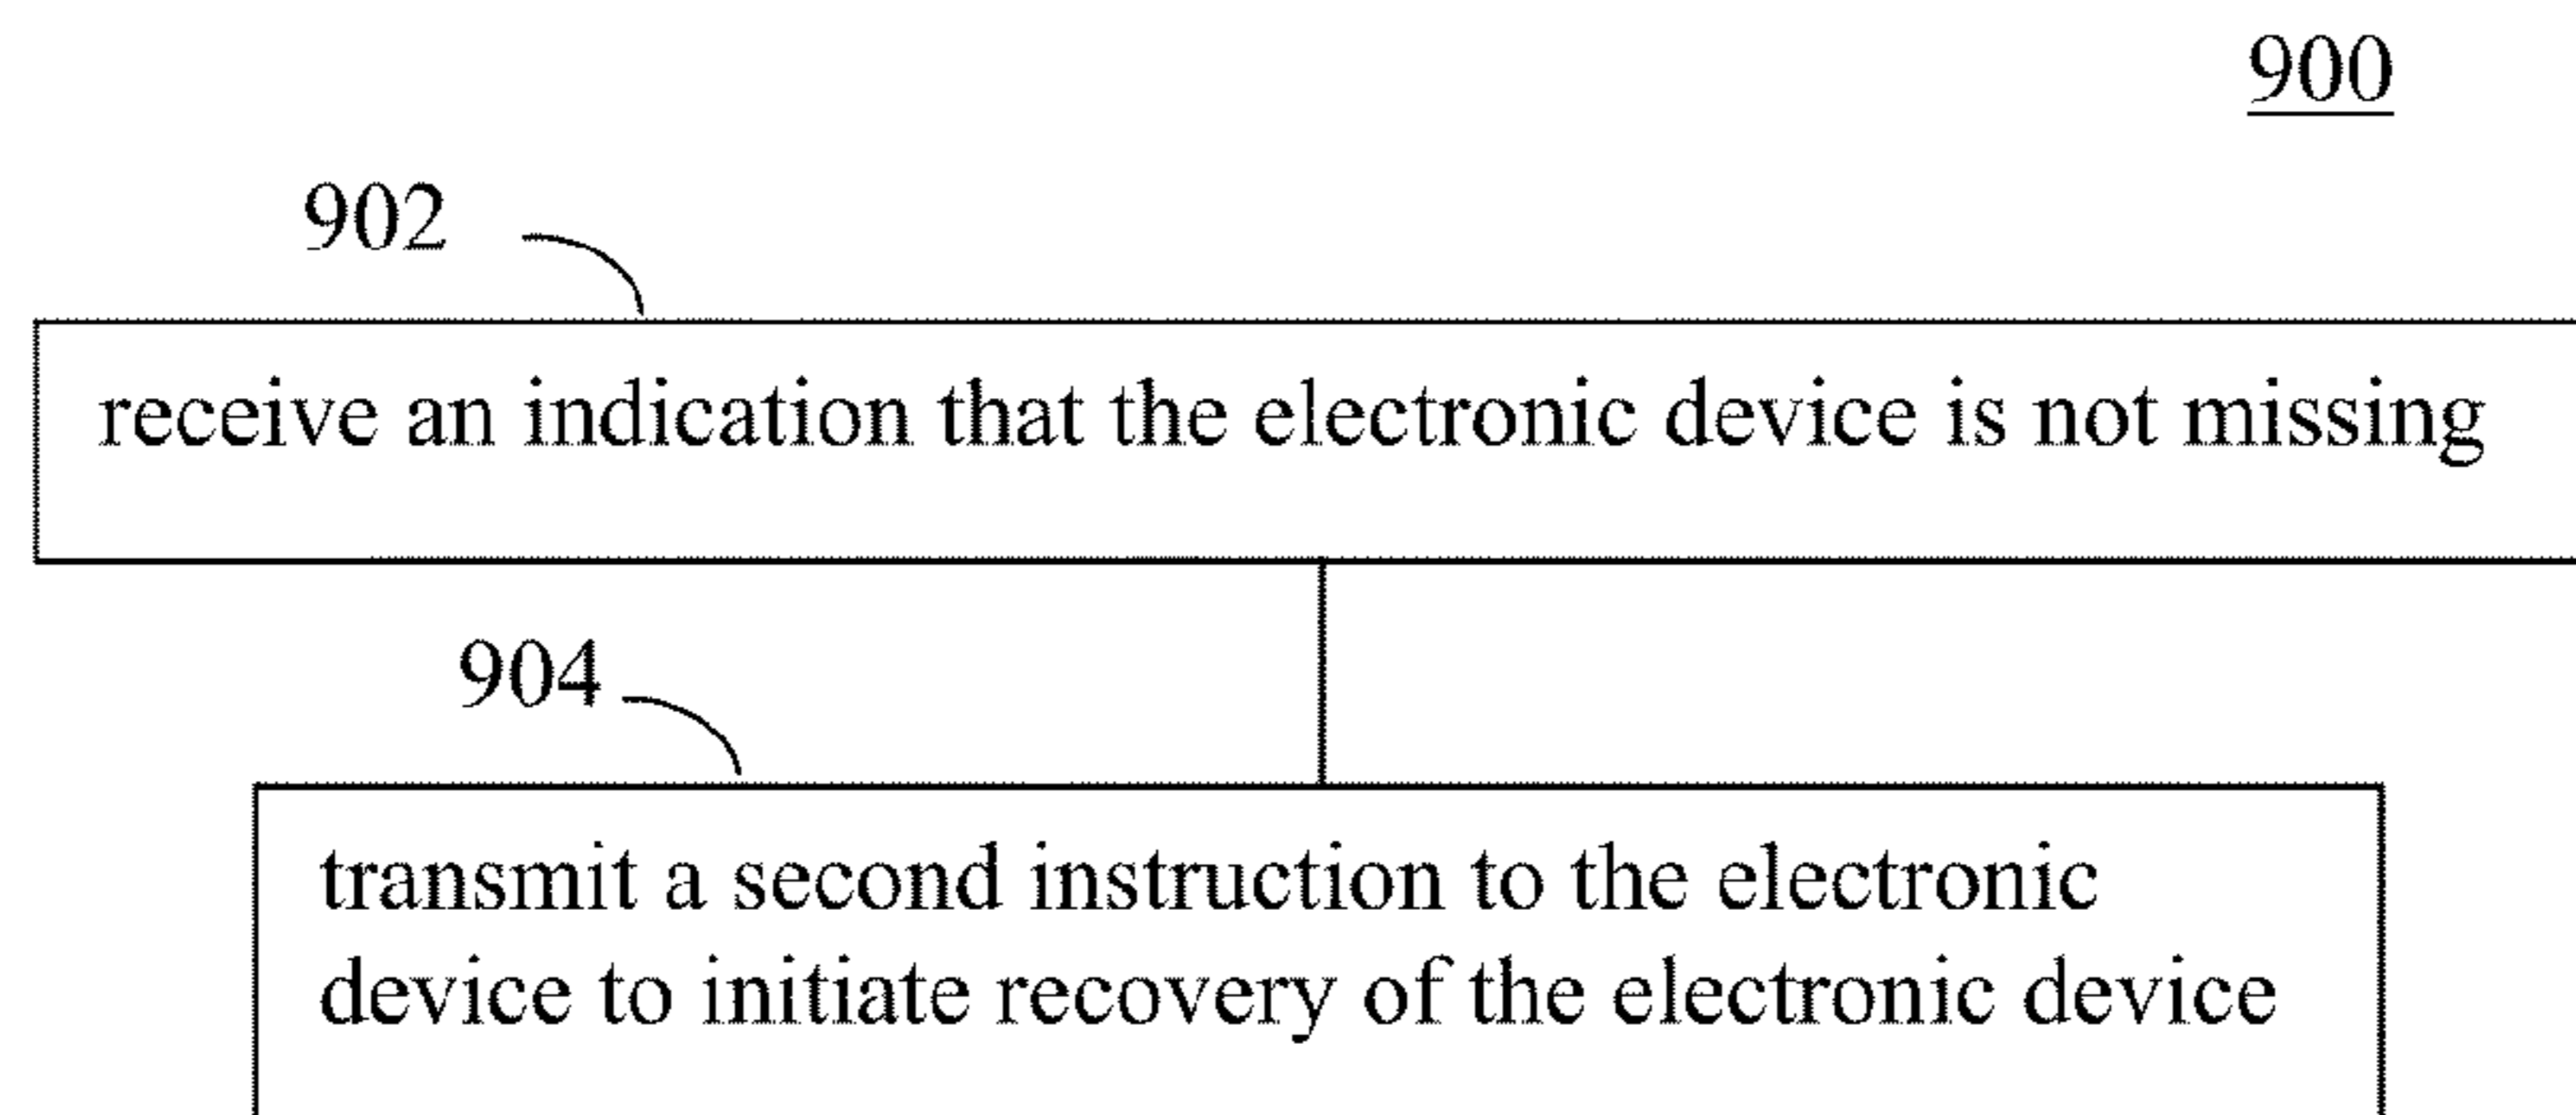 900
902
receive an indication that the electronic device is not missing
904
transmit a second instruction to the electronic
device to initiate recovery of the electronic device